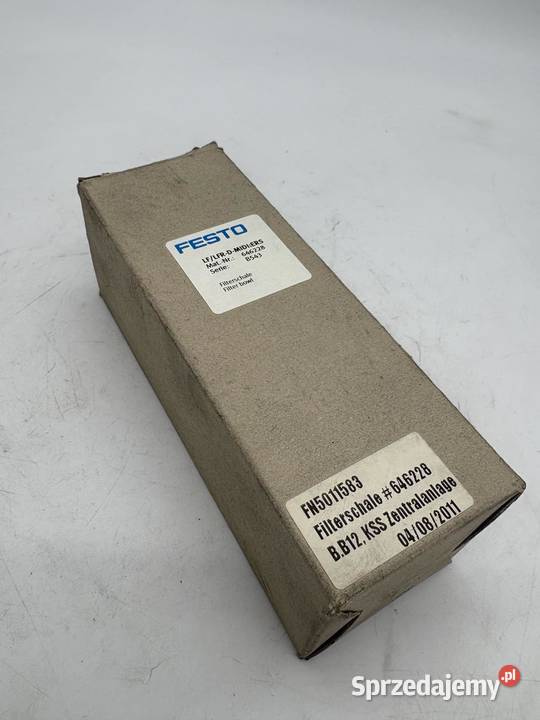 FESTO
LF/LFR-D-MIDI:ERS
Mat.-Nr.: 646228
Serie: B543
Filterschale
Filter bowl
FN5011583
Filterschale #646228
B.B12, KSS Zentralanlage
04/08/2011
Sprzedajemy.pl